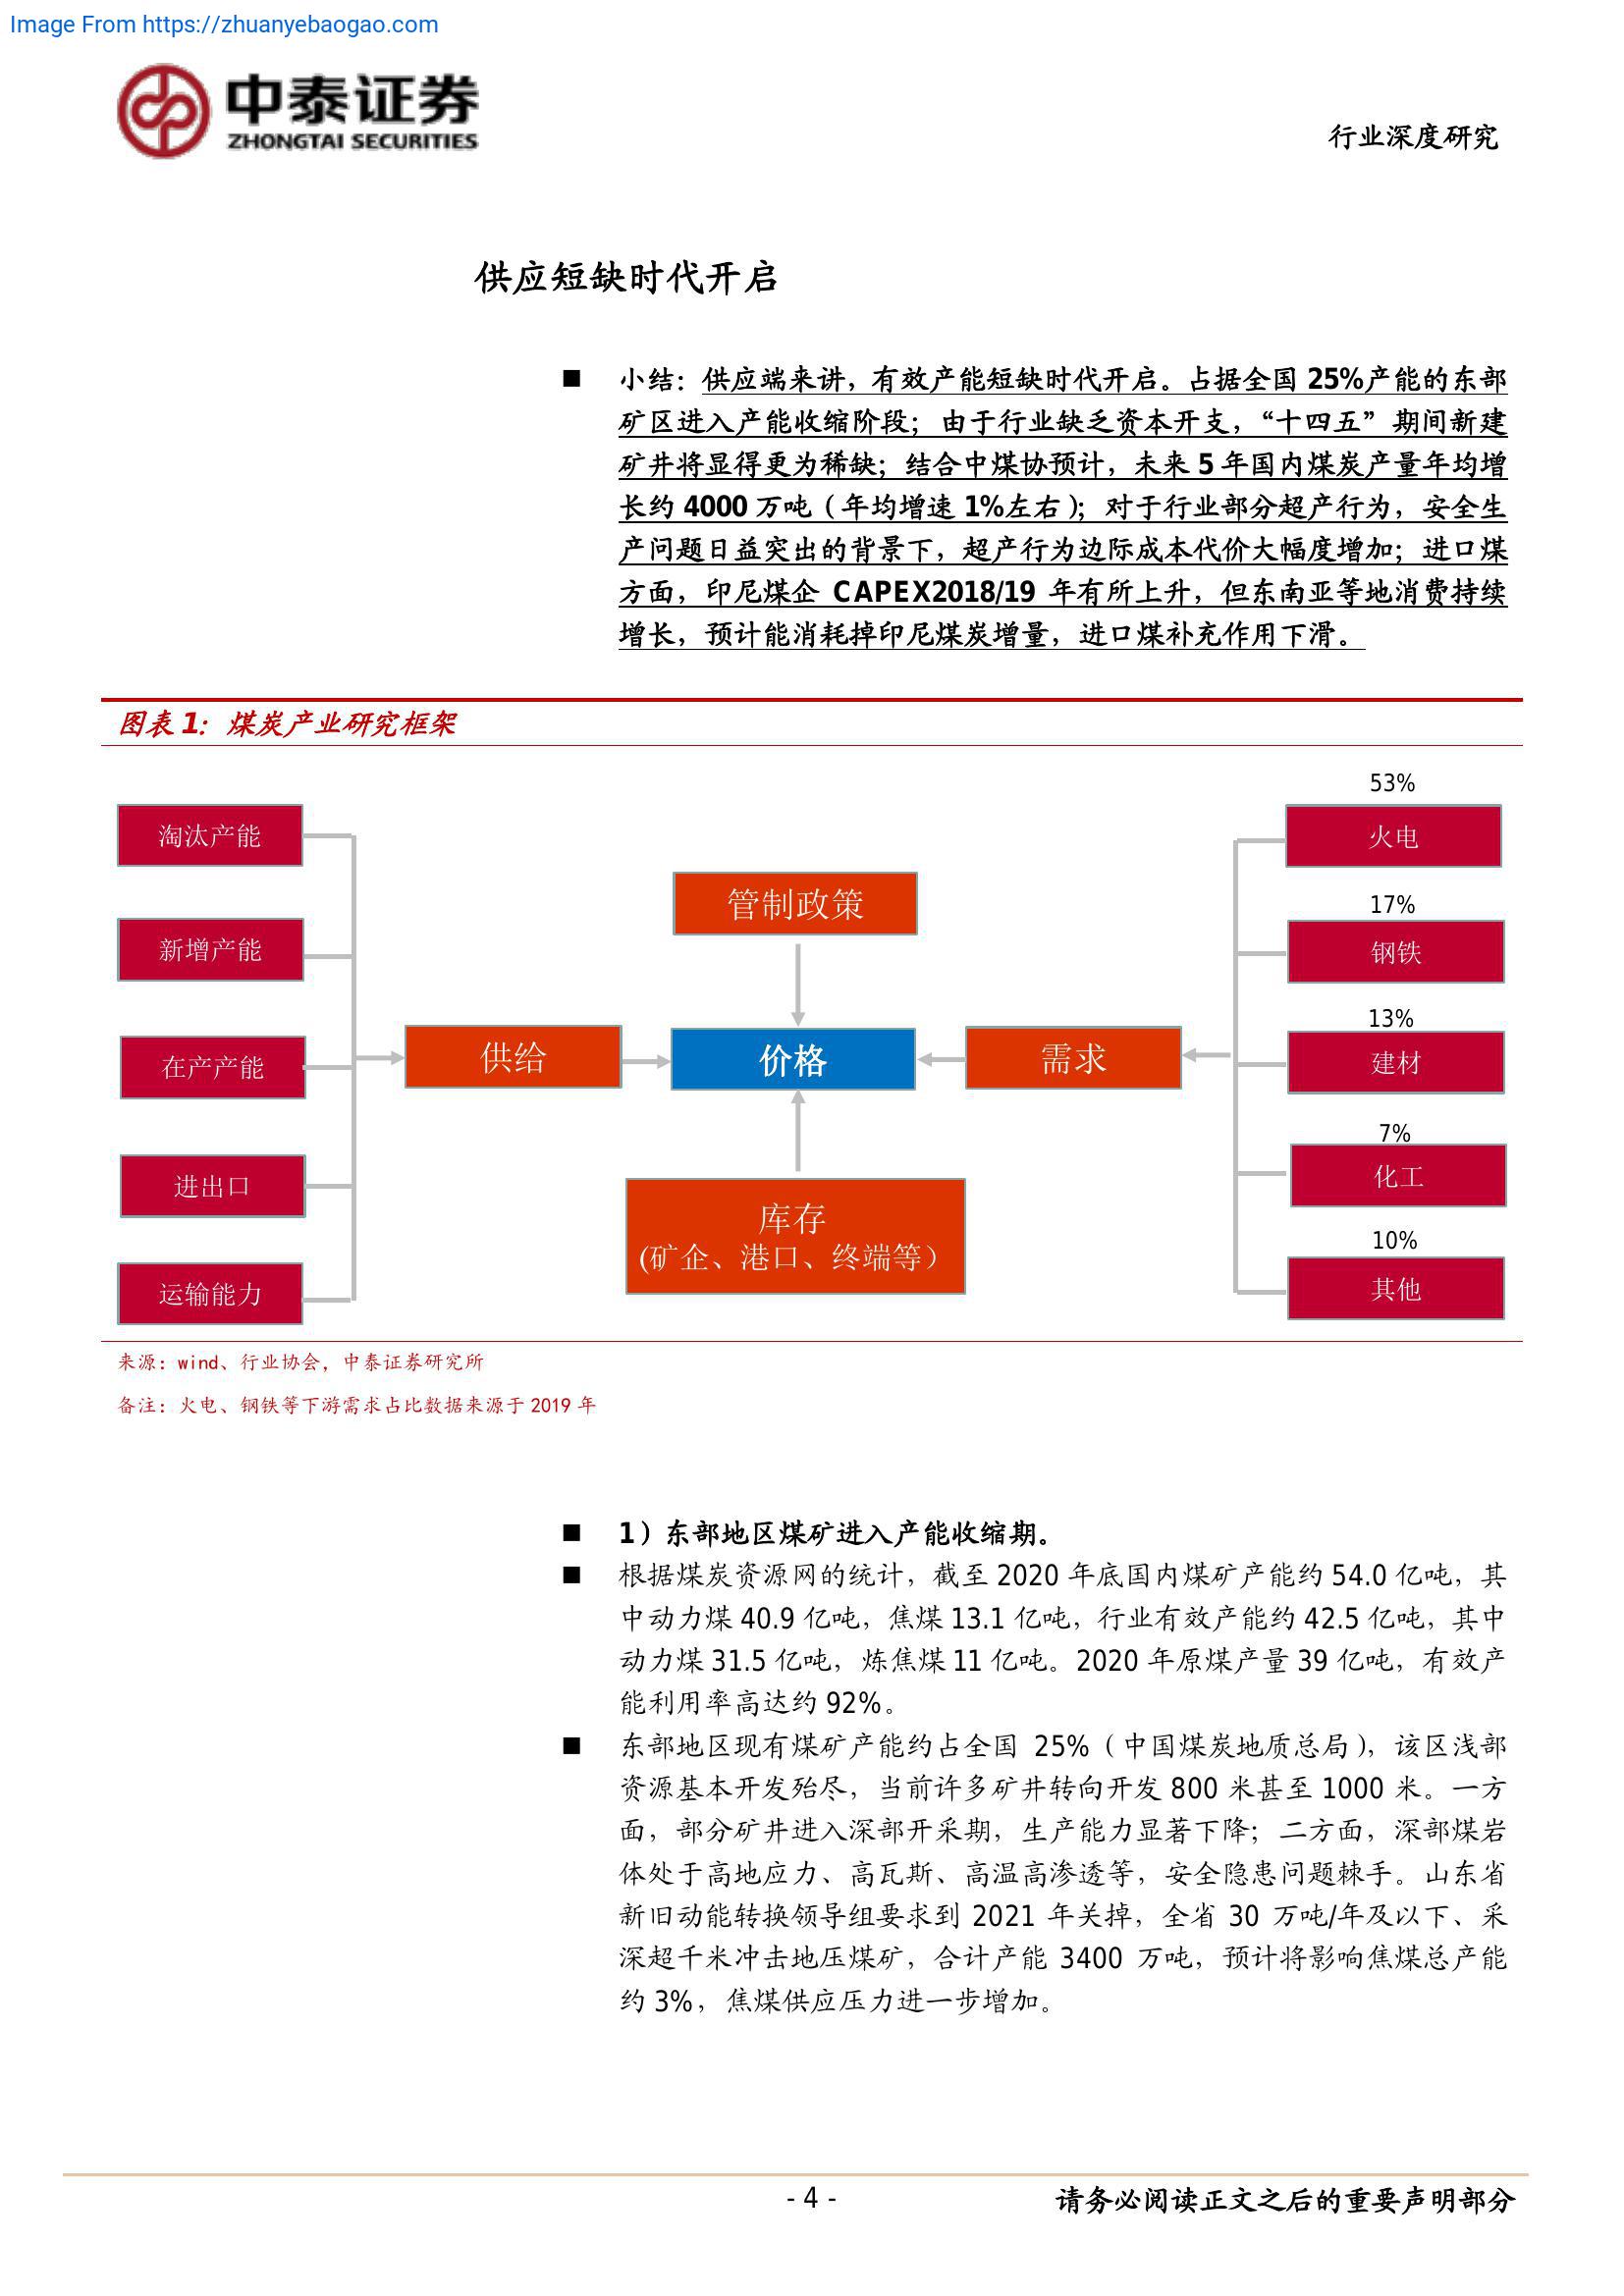 Image From https://zhuanyebaogao.com
中泰证券
ZHONGTAI SECURITIES
行业深度研究
供应短缺时代开启
■ 小结：供应端来讲，有效产能短缺时代开启。占据全国 25%产能的东部
矿区进入产能收缩阶段；由于行业缺乏资本开支，“十四五”期间新建
矿井将显得更为稀缺；结合中煤协预计，未来 5 年国内煤炭产量年均增
长约 4000 万吨（年均增速 1%左右）；对于行业部分超产行为，安全生
产问题日益突出的背景下，超产行为边际成本代价大幅度增加；进口煤
方面，印尼煤企 CAPEX2018/19 年有所上升，但东南亚等地消费持续
增长，预计能消耗掉印尼煤炭增量，进口煤补充作用下滑。
图表 1：煤炭产业研究框架
淘汰产能
新增产能
在产产能
进出口
运输能力
供给
管制政策
价格
库存
(矿企、港口、终端等）
需求
53%
火电
17%
钢铁
13%
建材
7%
化工
10%
其他
来源：wind、行业协会，中泰证券研究所
备注：火电、钢铁等下游需求占比数据来源于 2019 年
■ 1）东部地区煤矿进入产能收缩期。
■ 根据煤炭资源网的统计，截至 2020 年底国内煤矿产能约 54.0 亿吨，其
中动力煤 40.9 亿吨，焦煤 13.1 亿吨，行业有效产能约 42.5 亿吨，其中
动力煤 31.5 亿吨，炼焦煤 11 亿吨。2020 年原煤产量 39 亿吨，有效产
能利用率高达约 92%。
■ 东部地区现有煤矿产能约占全国 25%（中国煤炭地质总局），该区浅部
资源基本开发殆尽，当前许多矿井转向开发 800 米甚至 1000 米。一方
面，部分矿井进入深部开采期，生产能力显著下降；二方面，深部煤岩
体处于高地应力、高瓦斯、高温高渗透等，安全隐患问题棘手。山东省
新旧动能转换领导组要求到 2021 年关掉，全省 30 万吨/年及以下、采
深超千米冲击地压煤矿，合计产能 3400 万吨，预计将影响焦煤总产能
约 3%，焦煤供应压力进一步增加。
- 4 -
请务必阅读正文之后的重要声明部分